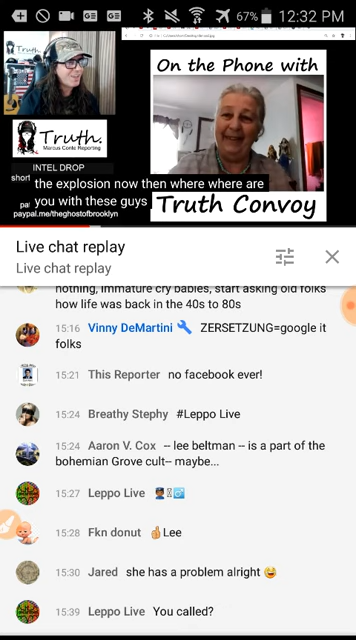 67% 12:32 PM
Truth.
Truth.
Marcus Conte Reporting
INTEL DROP
short
paypal.me/theghostofbrooklyn
On the Phone with
the explosion now then where where are
you with these guys
Truth Convoy
Live chat replay
Live chat replay
nothing, immature cry babies, start asking old folks
how life was back in the 40s to 80s
15:16 Vinny DeMartini 🔧 ZERSETZUNG=google it
folks
15:21 This Reporter no facebook ever!
15:24 Breathy Stephy #Leppo Live
15:24 Aaron V. Cox -- lee beltman -- is a part of the
bohemian Grove cult-- maybe...
15:27 Leppo Live
15:28 Fkn donut 👍Lee
15:30 Jared she has a problem alright 😅
15:39 Leppo Live You called?